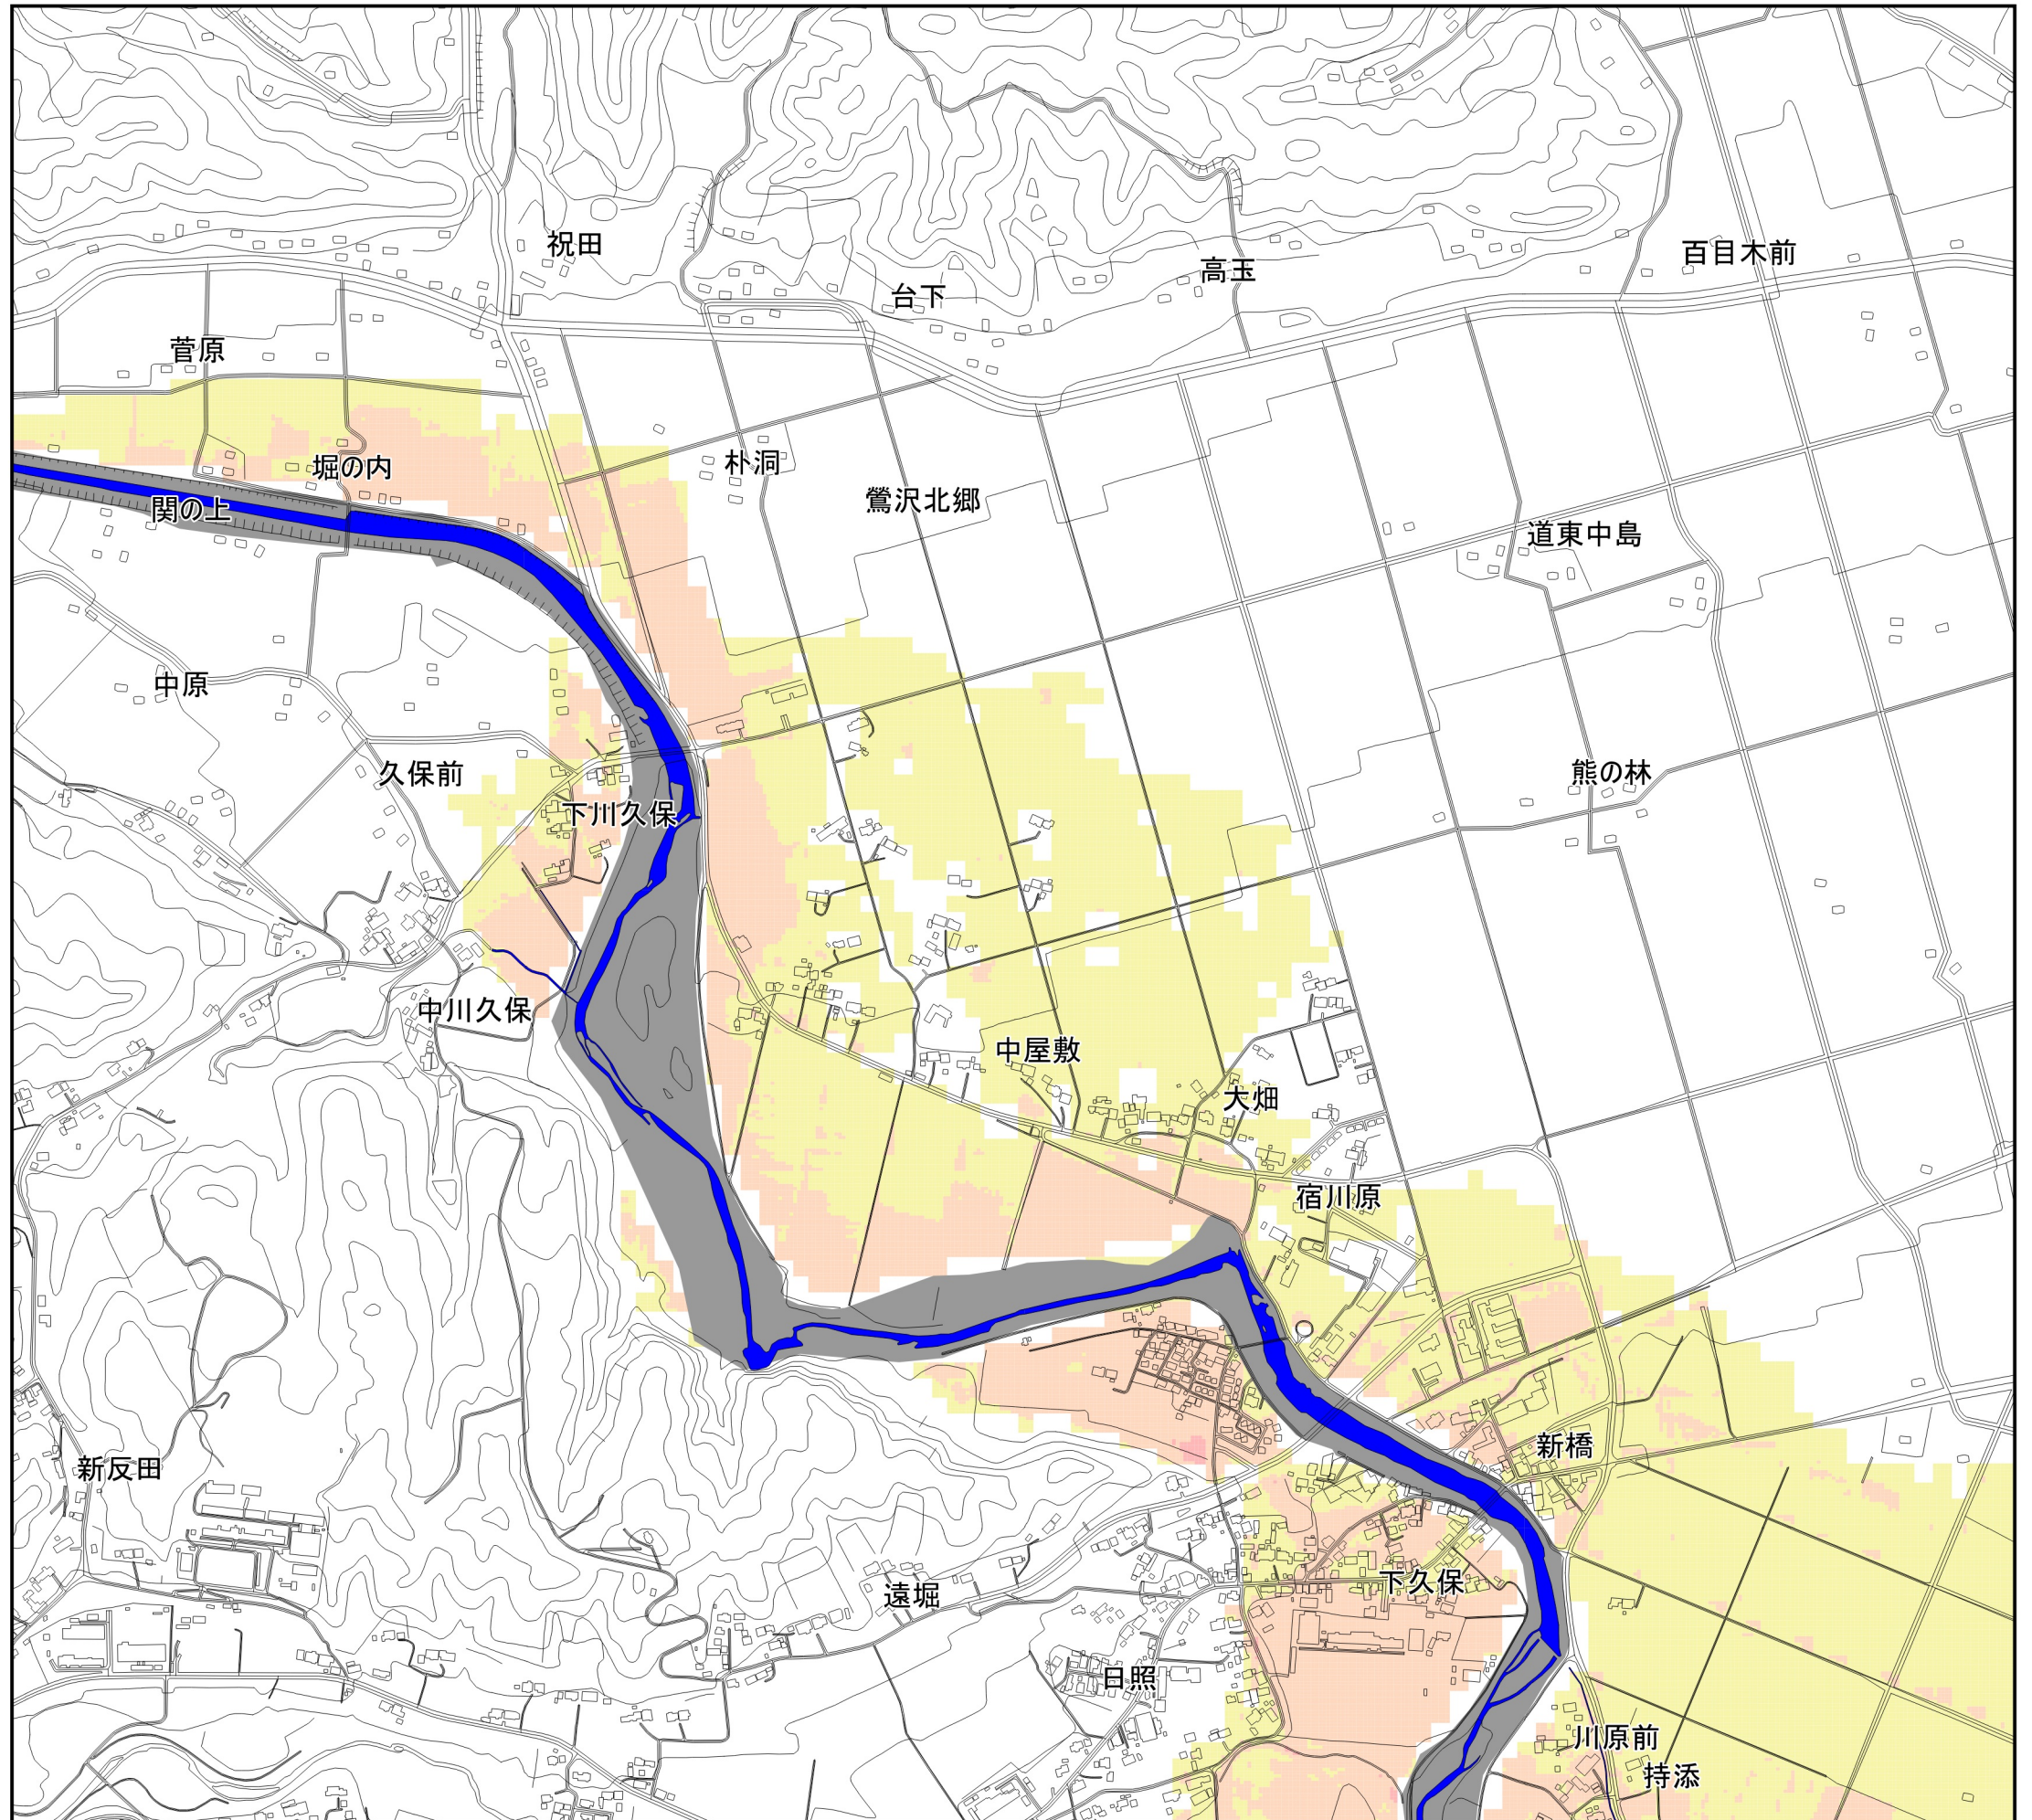 祝田
高玉
百目木前
台下
菅原
堀の内
朴洞
関の上
鶯沢北郷
道東中島
中原
久保前
熊の林
下川久保
中川久保
中屋敷
大畑
宿川原
新橋
新反田
下久保
遠堀
日照
川原前
持添